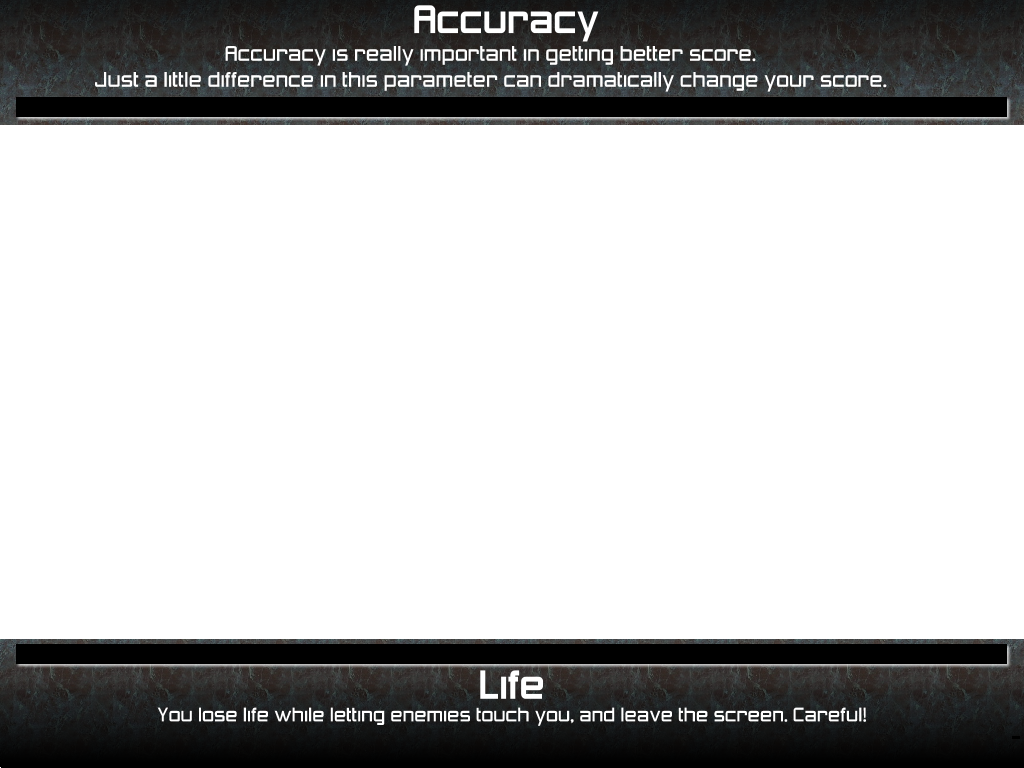 Accuracy
Accuracy is really important in getting better score.
Just a little difference in this parameter can dramatically change your score.
Life
You lose life while letting enemies touch you, and leave the screen. Careful!